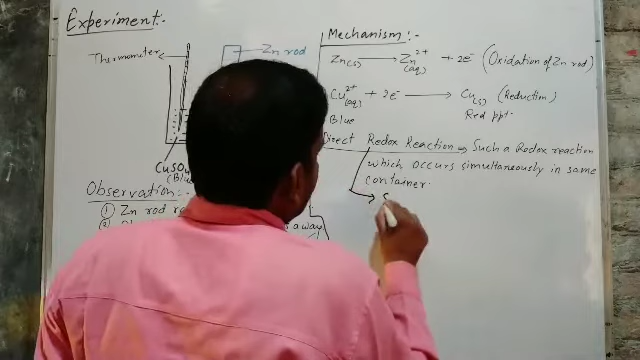 Experiment:-
Thermometer
Zn rod
CuSO4
(Blue
Observation:-
① Zn rod
②
away
Mechanism:-
Zn(s) → Zn2+(aq) + 2e- (Oxidation of Zn rod)
Cu2+(aq) + 2e- → Cu(s) (Reduction)
Blue
Red ppt.
Direct Redox Reaction ⇒ Such a Redox reaction
which occurs simultaneously in same
container.